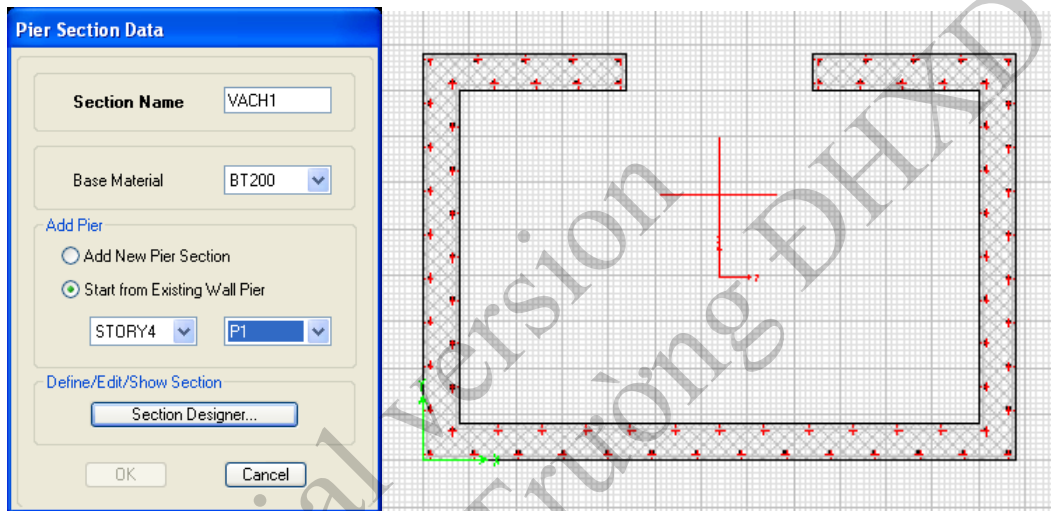 Pier Section Data
Section Name VACH1
Base Material BT200
Add Pier
Add New Pier Section
Start from Existing Wall Pier
STORY4 P1
Define/Edit/Show Section
Section Designer...
OK Cancel
version
Trường ĐHXD